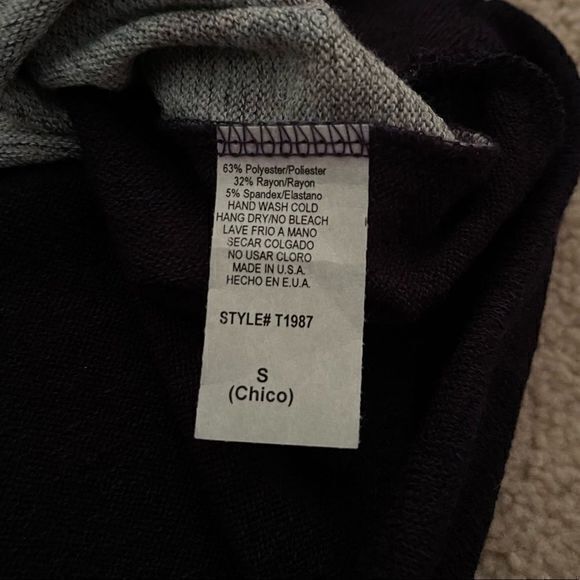 63% Polyester/Poliester
32% Rayon/Rayon
5% Spandex/Elastano
HAND WASH COLD
HANG DRY/NO BLEACH
LAVE FRIO A MANO
SECAR COLGADO
NO USAR CLORO
MADE IN U.S.A.
HECHO EN E.U.A.
STYLE# T1987
S
(Chico)